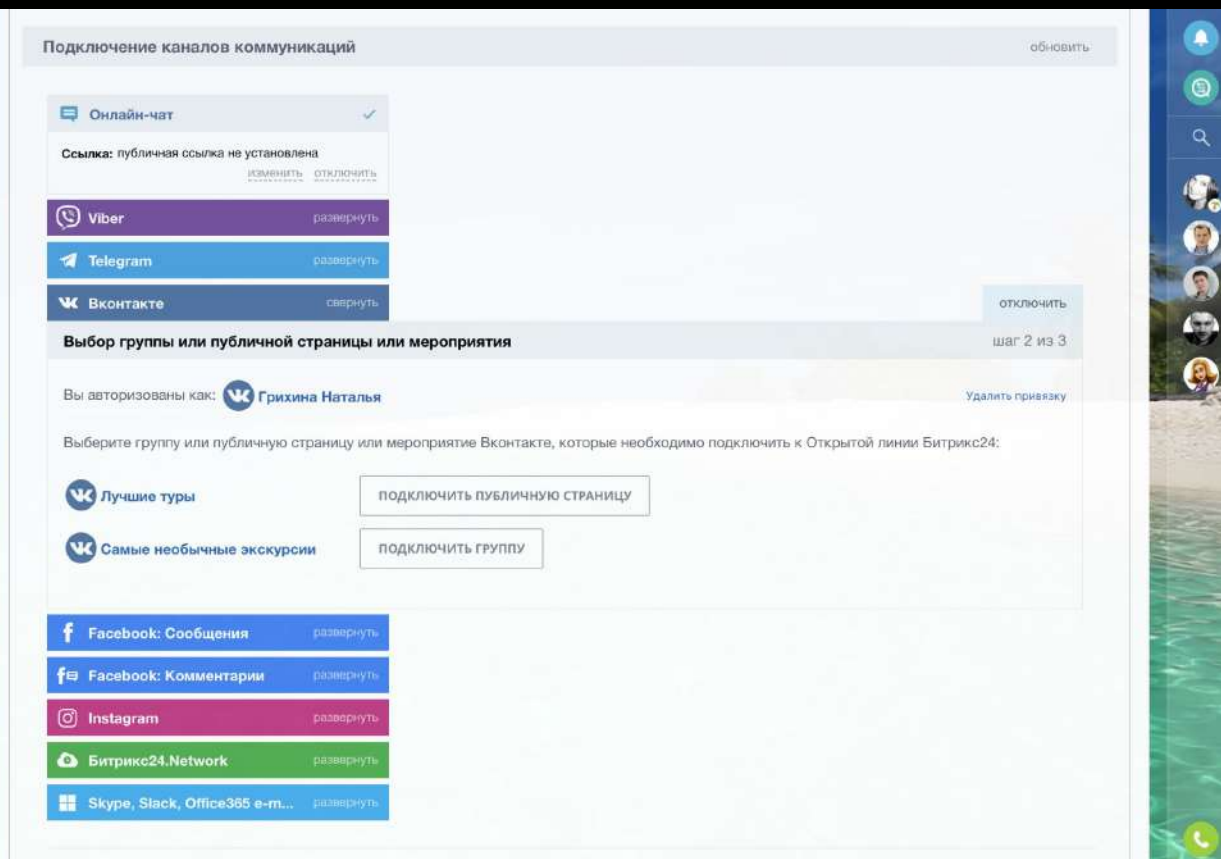 Подключение каналов коммуникаций обновить
Онлайн-чат
Ссылка: публичная ссылка не установлена
изменить отключить
Viber развернуть
Telegram развернуть
Вконтакте свернуть отключить
Выбор группы или публичной страницы или мероприятия шаг 2 из 3
Вы авторизованы как: Грихина Наталья Удалить привязку
Выберите группу или публичную страницу или мероприятие Вконтакте, которые необходимо подключить к Открытой линии Битрикс24:
Лучшие туры ПОДКЛЮЧИТЬ ПУБЛИЧНУЮ СТРАНИЦУ
Самые необычные экскурсии ПОДКЛЮЧИТЬ ГРУППУ
Facebook: Сообщения развернуть
Facebook: Комментарии развернуть
Instagram развернуть
Битрикс24.Network развернуть
Skype, Slack, Office365 e-m... развернуть